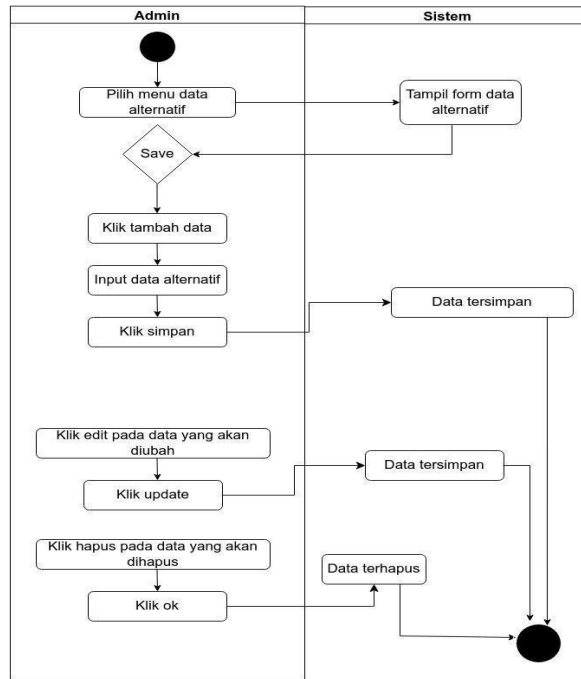 Admin
Sistem
Pilih menu data
alternatif
Tampil form data
alternatif
Save
Klik tambah data
Input data alternatif
Klik simpan
Data tersimpan
Klik edit pada data yang akan
diubah
Data tersimpan
Klik update
Klik hapus pada data yang akan
dihapus
Data terhapus
Klik ok